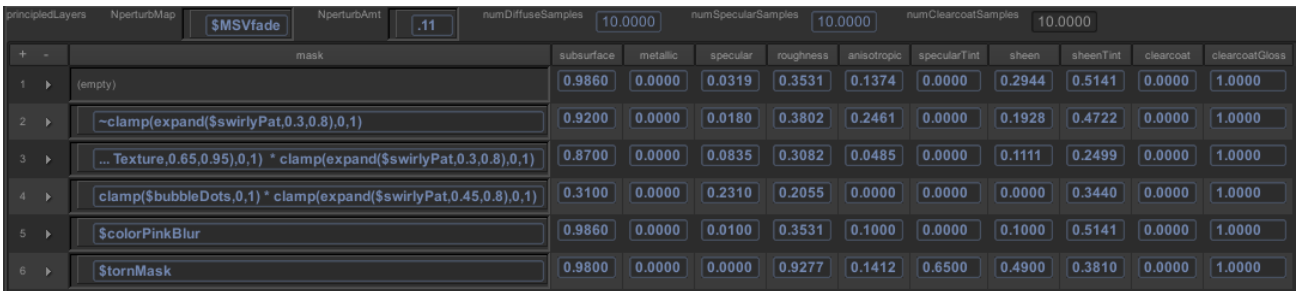 principledLayers NperturbMap $MSVfade NperturbAmt .11 numDiffuseSamples 10.0000 numSpecularSamples 10.0000 numClearcoatSamples 10.0000
+ - mask subsurface metallic specular roughness anisotropic specularTint sheen sheenTint clearcoat clearcoatGloss
1 (empty) 0.9860 0.0000 0.0319 0.3531 0.1374 0.0000 0.2944 0.5141 0.0000 1.0000
2 ~clamp(expand($swirlyPat,0.3,0.8),0,1) 0.9200 0.0000 0.0180 0.3802 0.2461 0.0000 0.1928 0.4722 0.0000 1.0000
3 ... Texture,0.65,0.95),0,1) * clamp(expand($swirlyPat,0.3,0.8),0,1) 0.8700 0.0000 0.0835 0.3082 0.0485 0.0000 0.1111 0.2499 0.0000 1.0000
4 clamp($bubbleDots,0,1) * clamp(expand($swirlyPat,0.45,0.8),0,1) 0.3100 0.0000 0.2310 0.2055 0.0000 0.0000 0.0000 0.3440 0.0000 1.0000
5 $colorPinkBlur 0.9860 0.0000 0.0100 0.3531 0.1000 0.0000 0.1000 0.5141 0.0000 1.0000
6 $tornMask 0.9800 0.0000 0.0000 0.9277 0.1412 0.6500 0.4900 0.3810 0.0000 1.0000